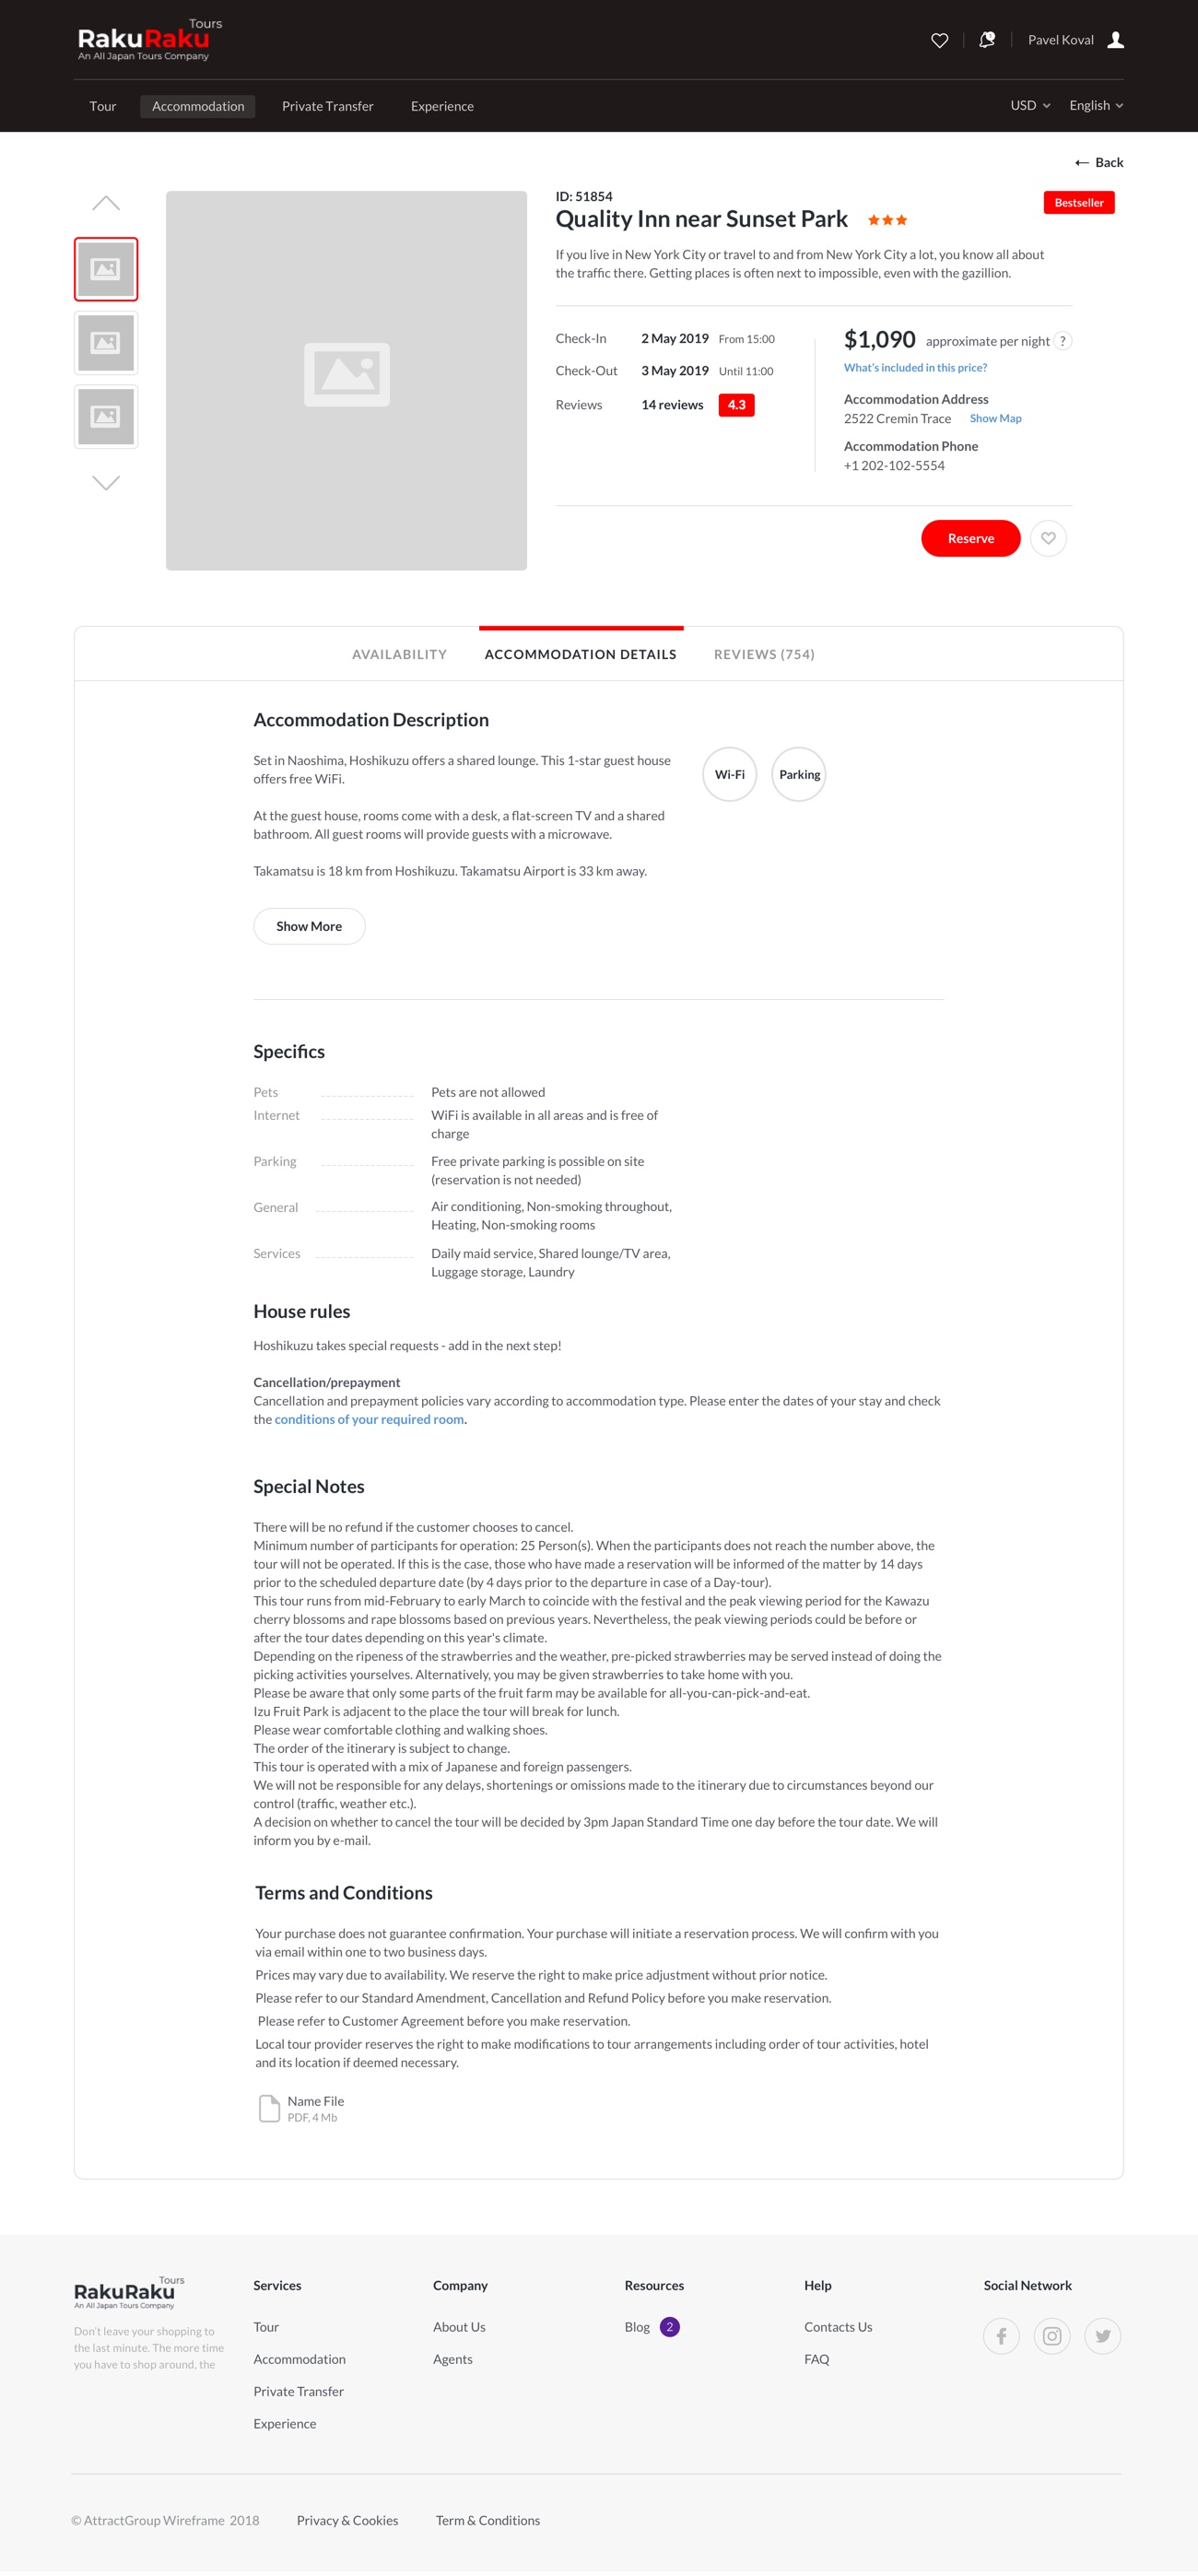 Tours
RakuRaku
An All Japan Tours Company
Pavel Koval
Tour
Accommodation
Private Transfer
Experience
USD
English
← Back
ID: 51854
Bestseller
Quality Inn near Sunset Park
If you live in New York City or travel to and from New York City a lot, you know all about
the traffic there. Getting places is often next to impossible, even with the gazillion.
Check-In 2 May 2019 From 15:00
Check-Out 3 May 2019 Until 11:00
Reviews 14 reviews 4.3
$1,090 approximate per night ?
What's included in this price?
Accommodation Address
2522 Cremin Trace Show Map
Accommodation Phone
+1 202-102-5554
Reserve
AVAILABILITY
ACCOMMODATION DETAILS
REVIEWS (754)
Accommodation Description
Set in Naoshima, Hoshikuzu offers a shared lounge. This 1-star guest house
offers free WiFi.
At the guest house, rooms come with a desk, a flat-screen TV and a shared
bathroom. All guest rooms will provide guests with a microwave.
Takamatsu is 18 km from Hoshikuzu. Takamatsu Airport is 33 km away.
Wi-Fi
Parking
Show More
Specifics
Pets Pets are not allowed
Internet WiFi is available in all areas and is free of
charge
Parking Free private parking is possible on site
(reservation is not needed)
General Air conditioning, Non-smoking throughout,
Heating, Non-smoking rooms
Services Daily maid service, Shared lounge/TV area,
Luggage storage, Laundry
House rules
Hoshikuzu takes special requests - add in the next step!
Cancellation/prepayment
Cancellation and prepayment policies vary according to accommodation type. Please enter the dates of your stay and check
the conditions of your required room.
Special Notes
There will be no refund if the customer chooses to cancel.
Minimum number of participants for operation: 25 Person(s). When the participants does not reach the number above, the
tour will not be operated. If this is the case, those who have made a reservation will be informed of the matter by 14 days
prior to the scheduled departure date (by 4 days prior to the departure in case of a Day-tour).
This tour runs from mid-February to early March to coincide with the festival and the peak viewing period for the Kawazu
cherry blossoms and rape blossoms based on previous years. Nevertheless, the peak viewing periods could be before or
after the tour dates depending on this year's climate.
Depending on the ripeness of the strawberries and the weather, pre-picked strawberries may be served instead of doing the
picking activities yourselves. Alternatively, you may be given strawberries to take home with you.
Please be aware that only some parts of the fruit farm may be available for all-you-can-pick-and-eat.
Izu Fruit Park is adjacent to the place the tour will break for lunch.
Please wear comfortable clothing and walking shoes.
The order of the itinerary is subject to change.
This tour is operated with a mix of Japanese and foreign passengers.
We will not be responsible for any delays, shortenings or omissions made to the itinerary due to circumstances beyond our
control (traffic, weather etc.).
A decision on whether to cancel the tour will be decided by 3pm Japan Standard Time one day before the tour date. We will
inform you by e-mail.
Terms and Conditions
Your purchase does not guarantee confirmation. Your purchase will initiate a reservation process. We will confirm with you
via email within one to two business days.
Prices may vary due to availability. We reserve the right to make price adjustment without prior notice.
Please refer to our Standard Amendment, Cancellation and Refund Policy before you make reservation.
Please refer to Customer Agreement before you make reservation.
Local tour provider reserves the right to make modifications to tour arrangements including order of tour activities, hotel
and its location if deemed necessary.
Name File
PDF, 4 Mb
Tours
RakuRaku
An All Japan Tours Company
Don't leave your shopping to
the last minute. The more time
you have to shop around, the
Services
Tour
Accommodation
Private Transfer
Experience
Company
About Us
Agents
Resources
Blog 2
Help
Contacts Us
FAQ
Social Network
© AttractGroup Wireframe 2018
Privacy & Cookies
Term & Conditions